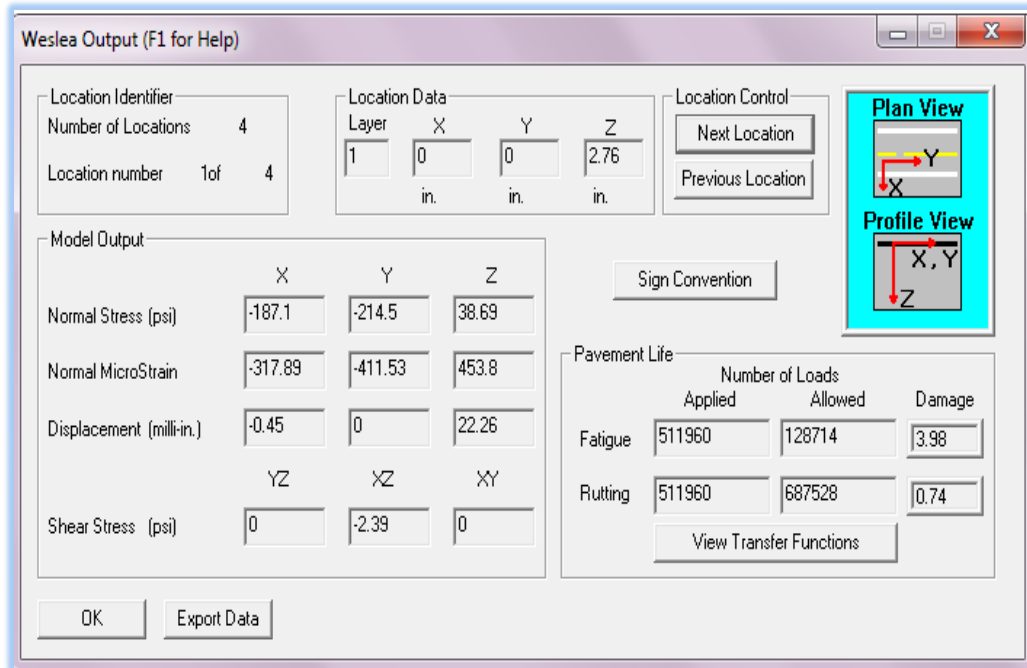 Weslea Output (F1 for Help)
Location Identifier
Number of Locations 4
Location number 1of 4
Location Data
Layer X Y Z
1 0 0 2.76
in. in. in.
Location Control
Next Location
Previous Location
Plan View
Y
X
Profile View
X, Y
Z
Model Output
X Y Z
Normal Stress (psi) -187.1 -214.5 38.69
Normal MicroStrain -317.89 -411.53 453.8
Displacement (milli-in.) -0.45 0 22.26
YZ XZ XY
Shear Stress (psi) 0 -2.39 0
Sign Convention
Pavement Life
Number of Loads
Applied Allowed Damage
Fatigue 511960 128714 3.98
Rutting 511960 687528 0.74
View Transfer Functions
OK
Export Data